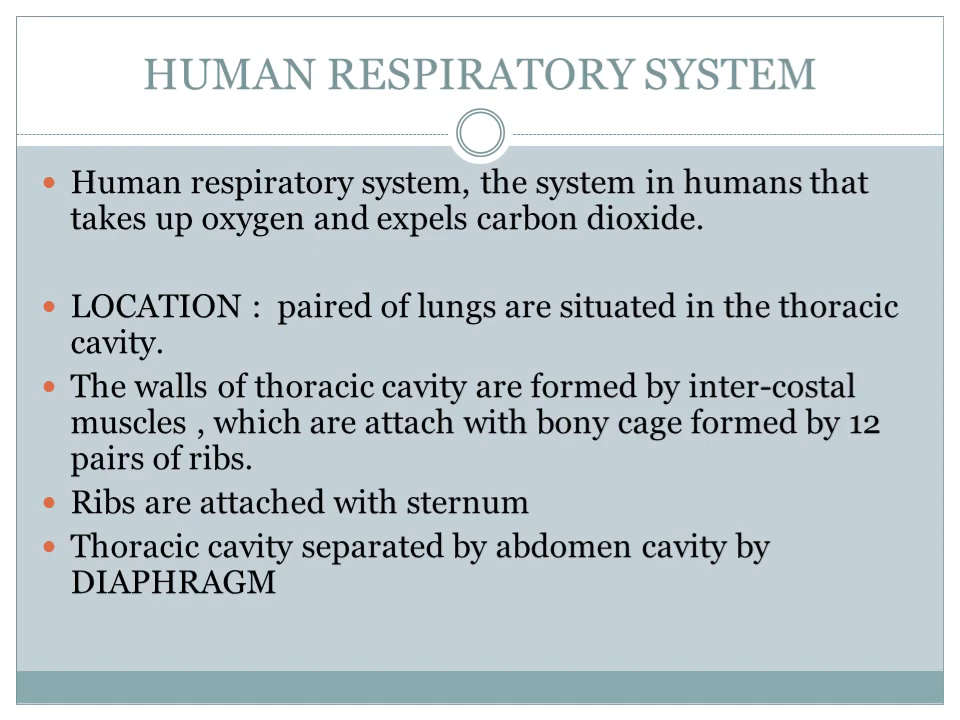 HUMAN RESPIRATORY SYSTEM
• Human respiratory system, the system in humans that
takes up oxygen and expels carbon dioxide.
• LOCATION :  paired of lungs are situated in the thoracic
cavity.
• The walls of thoracic cavity are formed by inter-costal
muscles , which are attach with bony cage formed by 12
pairs of ribs.
• Ribs are attached with sternum
• Thoracic cavity separated by abdomen cavity by
DIAPHRAGM